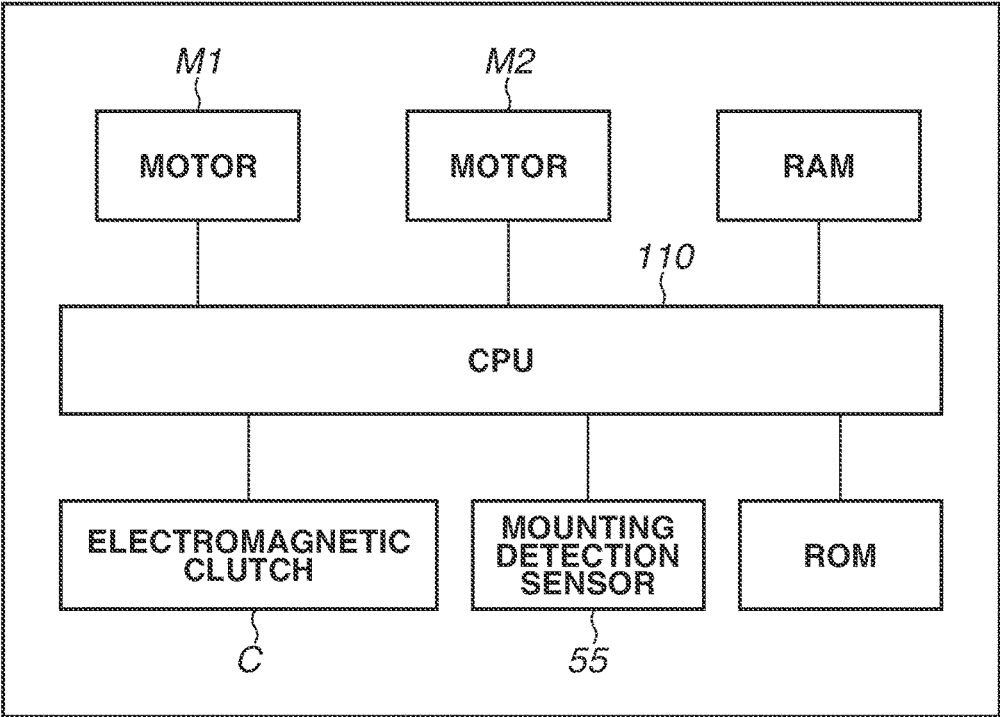 M1
M2
MOTOR
MOTOR
RAM
110
CPU
ELECTROMAGNETIC
CLUTCH
MOUNTING
DETECTION
SENSOR
ROM
C
55